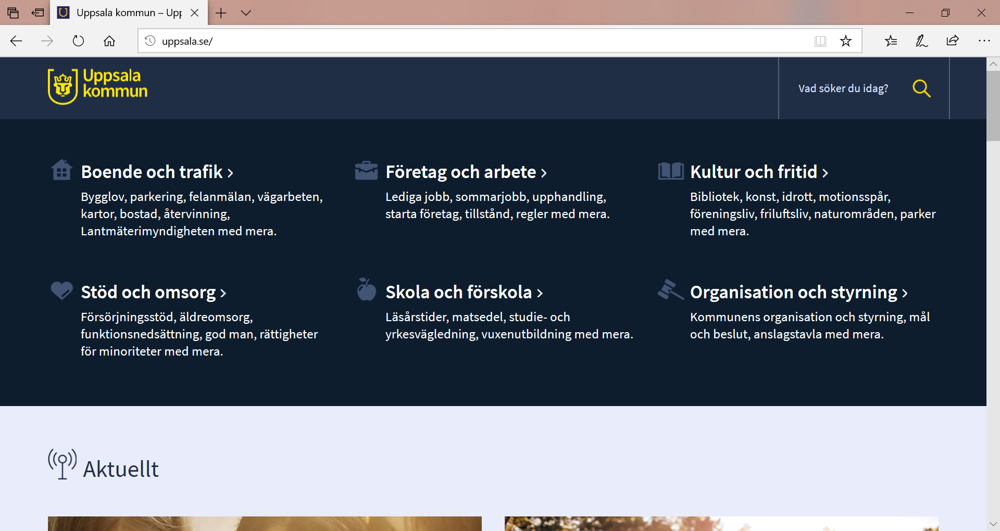 Uppsala kommun – Upp
uppsala.se/
Uppsala
kommun
Vad söker du idag?
Boende och trafik
Bygglov, parkering, felanmälan, vägarbeten,
kartor, bostad, återvinning,
Lantmäterimyndigheten med mera.
Företag och arbete
Lediga jobb, sommarjobb, upphandling,
starta företag, tillstånd, regler med mera.
Kultur och fritid
Bibliotek, konst, idrott, motionsspår,
föreningsliv, friluftsliv, naturområden, parker
med mera.
Stöd och omsorg
Försörjningsstöd, äldreomsorg,
funktionsnedsättning, god man, rättigheter
för minoriteter med mera.
Skola och förskola
Läsårstider, matsedel, studie- och
yrkesvägledning, vuxenutbildning med mera.
Organisation och styrning
Kommunens organisation och styrning, mål
och beslut, anslagstavla med mera.
Aktuellt